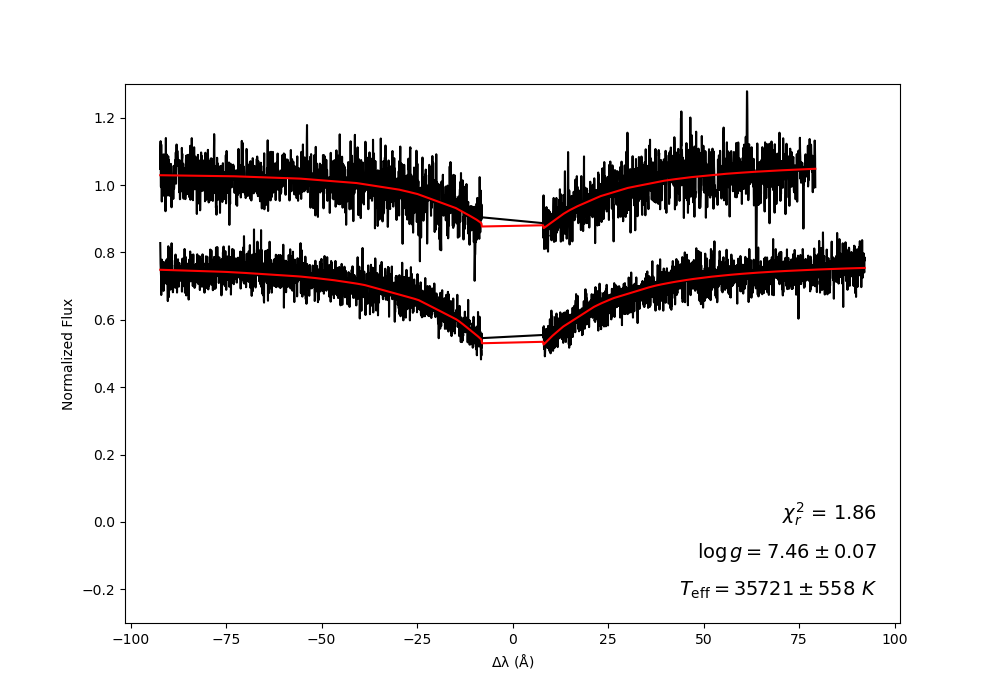 1.2
1.0
0.8
0.6
0.4
0.2
0.0
−0.2
Normalized Flux
χ²ᵣ = 1.86
log g = 7.46 ± 0.07
T_eff = 35721 ± 558 K
−100 −75 −50 −25 0 25 50 75 100
Δλ (Å)